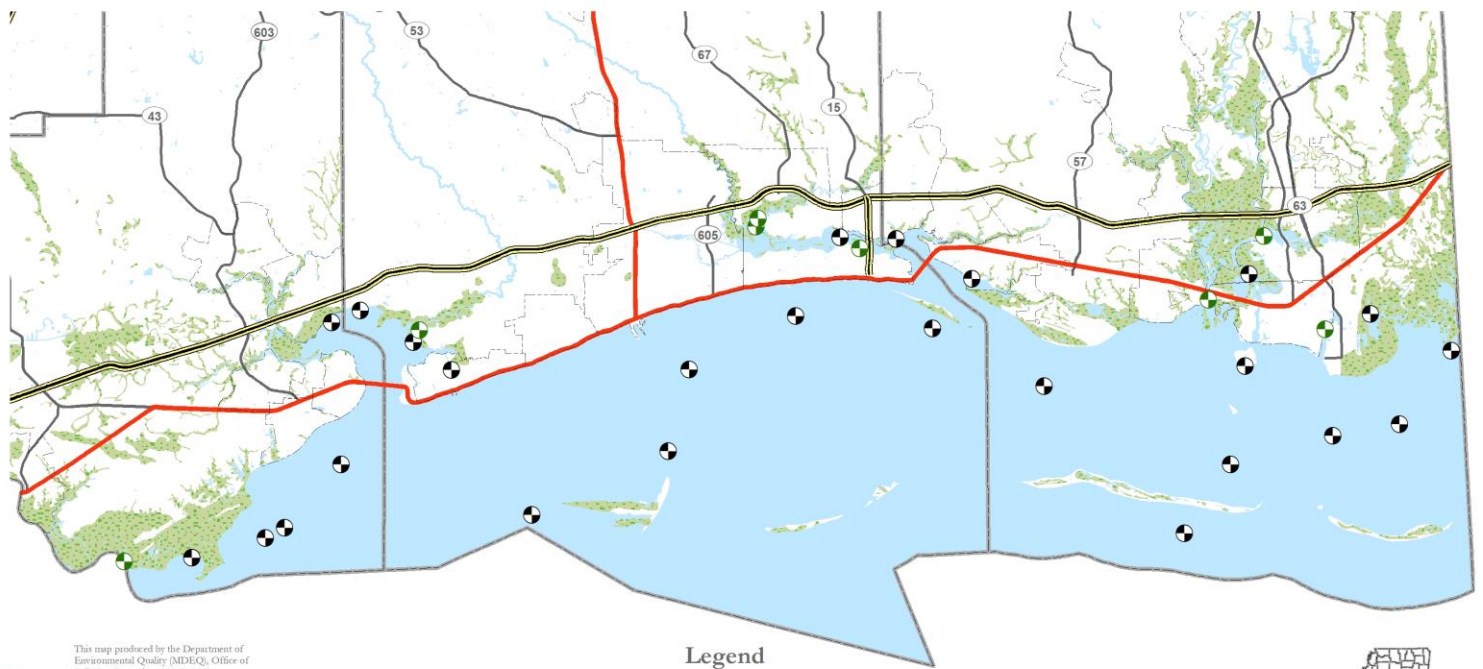 603
53
67
43
15
57
63
605
This map produced by the Department of
Environmental Quality (MDEQ), Office of
Legend